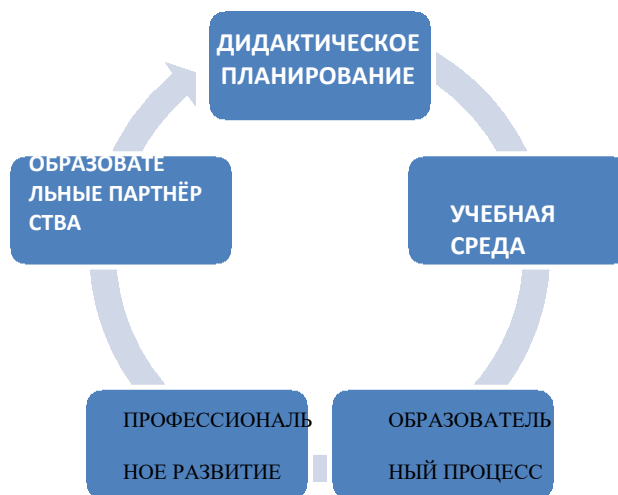 ДИДАКТИЧЕСКОЕ
ПЛАНИРОВАНИЕ
ОБРАЗОВАТЕ
ЛЬНЫЕ ПАРТНЁР
СТВА
УЧЕБНАЯ
СРЕДА
ПРОФЕССИОНАЛЬ
НОЕ РАЗВИТИЕ
ОБРАЗОВАТЕЛЬ
НЫЙ ПРОЦЕСС